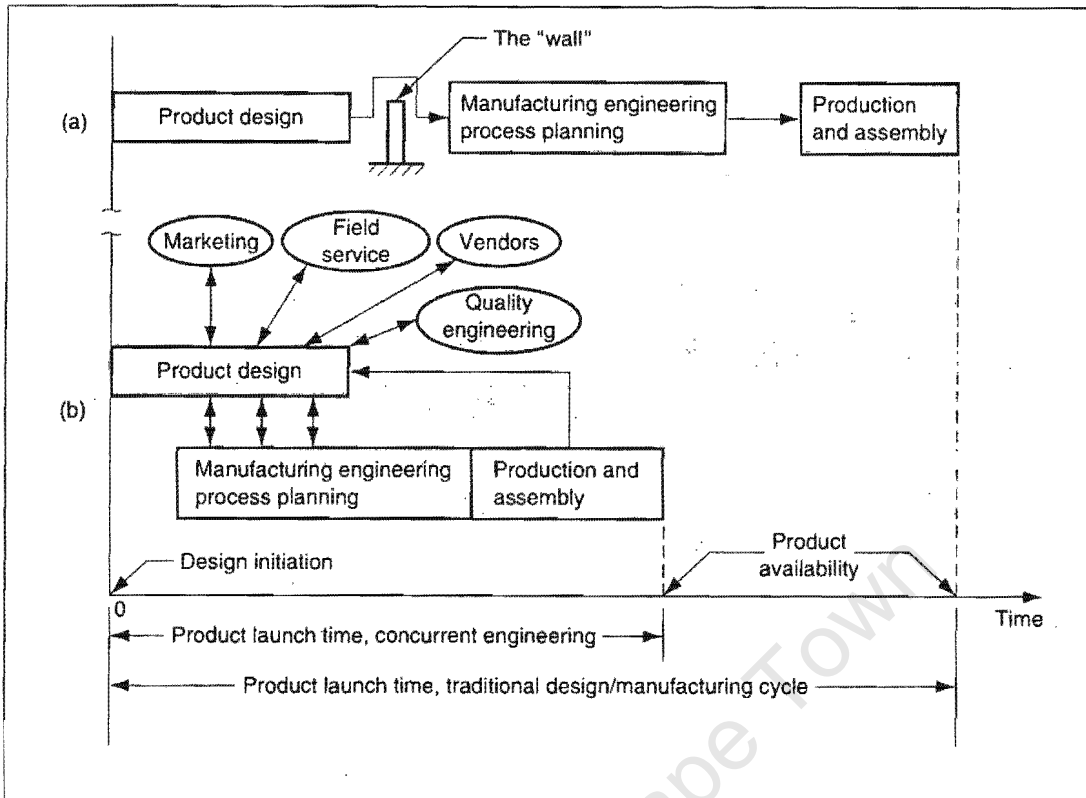 The "wall"
(a)
Product design
Manufacturing engineering
process planning
Production
and assembly
Marketing
Field
service
Vendors
Quality
engineering
Product design
(b)
Manufacturing engineering
process planning
Production and
assembly
Design initiation
Product
availability
0
Time
Product launch time, concurrent engineering
Product launch time, traditional design/manufacturing cycle
Town